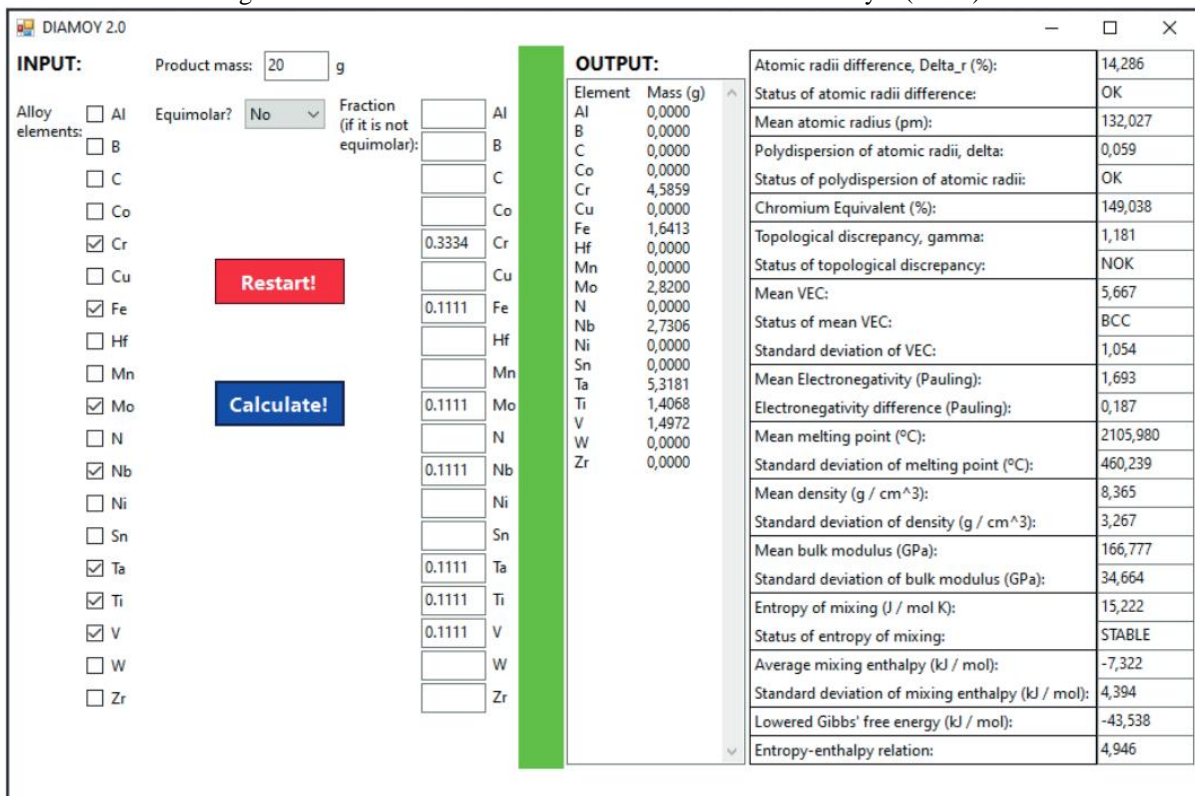 DIAMOY 2.0
INPUT:
Product mass: 20 g
Alloy elements:
Equimolar? No
Fraction (if it is not equimolar):
Al Al
B B
C C
Co Co
Cr 0.3334 Cr
Cu Cu
Fe 0.1111 Fe
Hf Hf
Mn Mn
Mo 0.1111 Mo
N N
Nb 0.1111 Nb
Ni Ni
Sn Sn
Ta 0.1111 Ta
Ti 0.1111 Ti
V 0.1111 V
W W
Zr Zr
Restart!
Calculate!
OUTPUT:
Element Mass (g)
Al 0,0000
B 0,0000
C 0,0000
Co 0,0000
Cr 4,5859
Cu 0,0000
Fe 1,6413
Hf 0,0000
Mn 0,0000
Mo 2,8200
N 0,0000
Nb 2,7306
Ni 0,0000
Sn 0,0000
Ta 5,3181
Ti 1,4068
V 1,4972
W 0,0000
Zr 0,0000
Atomic radii difference, Delta_r (%): 14,286
Status of atomic radii difference: OK
Mean atomic radius (pm): 132,027
Polydispersion of atomic radii, delta: 0,059
Status of polydispersion of atomic radii: OK
Chromium Equivalent (%): 149,038
Topological discrepancy, gamma: 1,181
Status of topological discrepancy: NOK
Mean VEC: 5,667
Status of mean VEC: BCC
Standard deviation of VEC: 1,054
Mean Electronegativity (Pauling): 1,693
Electronegativity difference (Pauling): 0,187
Mean melting point (ºC): 2105,980
Standard deviation of melting point (ºC): 460,239
Mean density (g / cm^3): 8,365
Standard deviation of density (g / cm^3): 3,267
Mean bulk modulus (GPa): 166,777
Standard deviation of bulk modulus (GPa): 34,664
Entropy of mixing (J / mol K): 15,222
Status of entropy of mixing: STABLE
Average mixing enthalpy (kJ / mol): -7,322
Standard deviation of mixing enthalpy (kJ / mol): 4,394
Lowered Gibbs' free energy (kJ / mol): -43,538
Entropy-enthalpy relation: 4,946